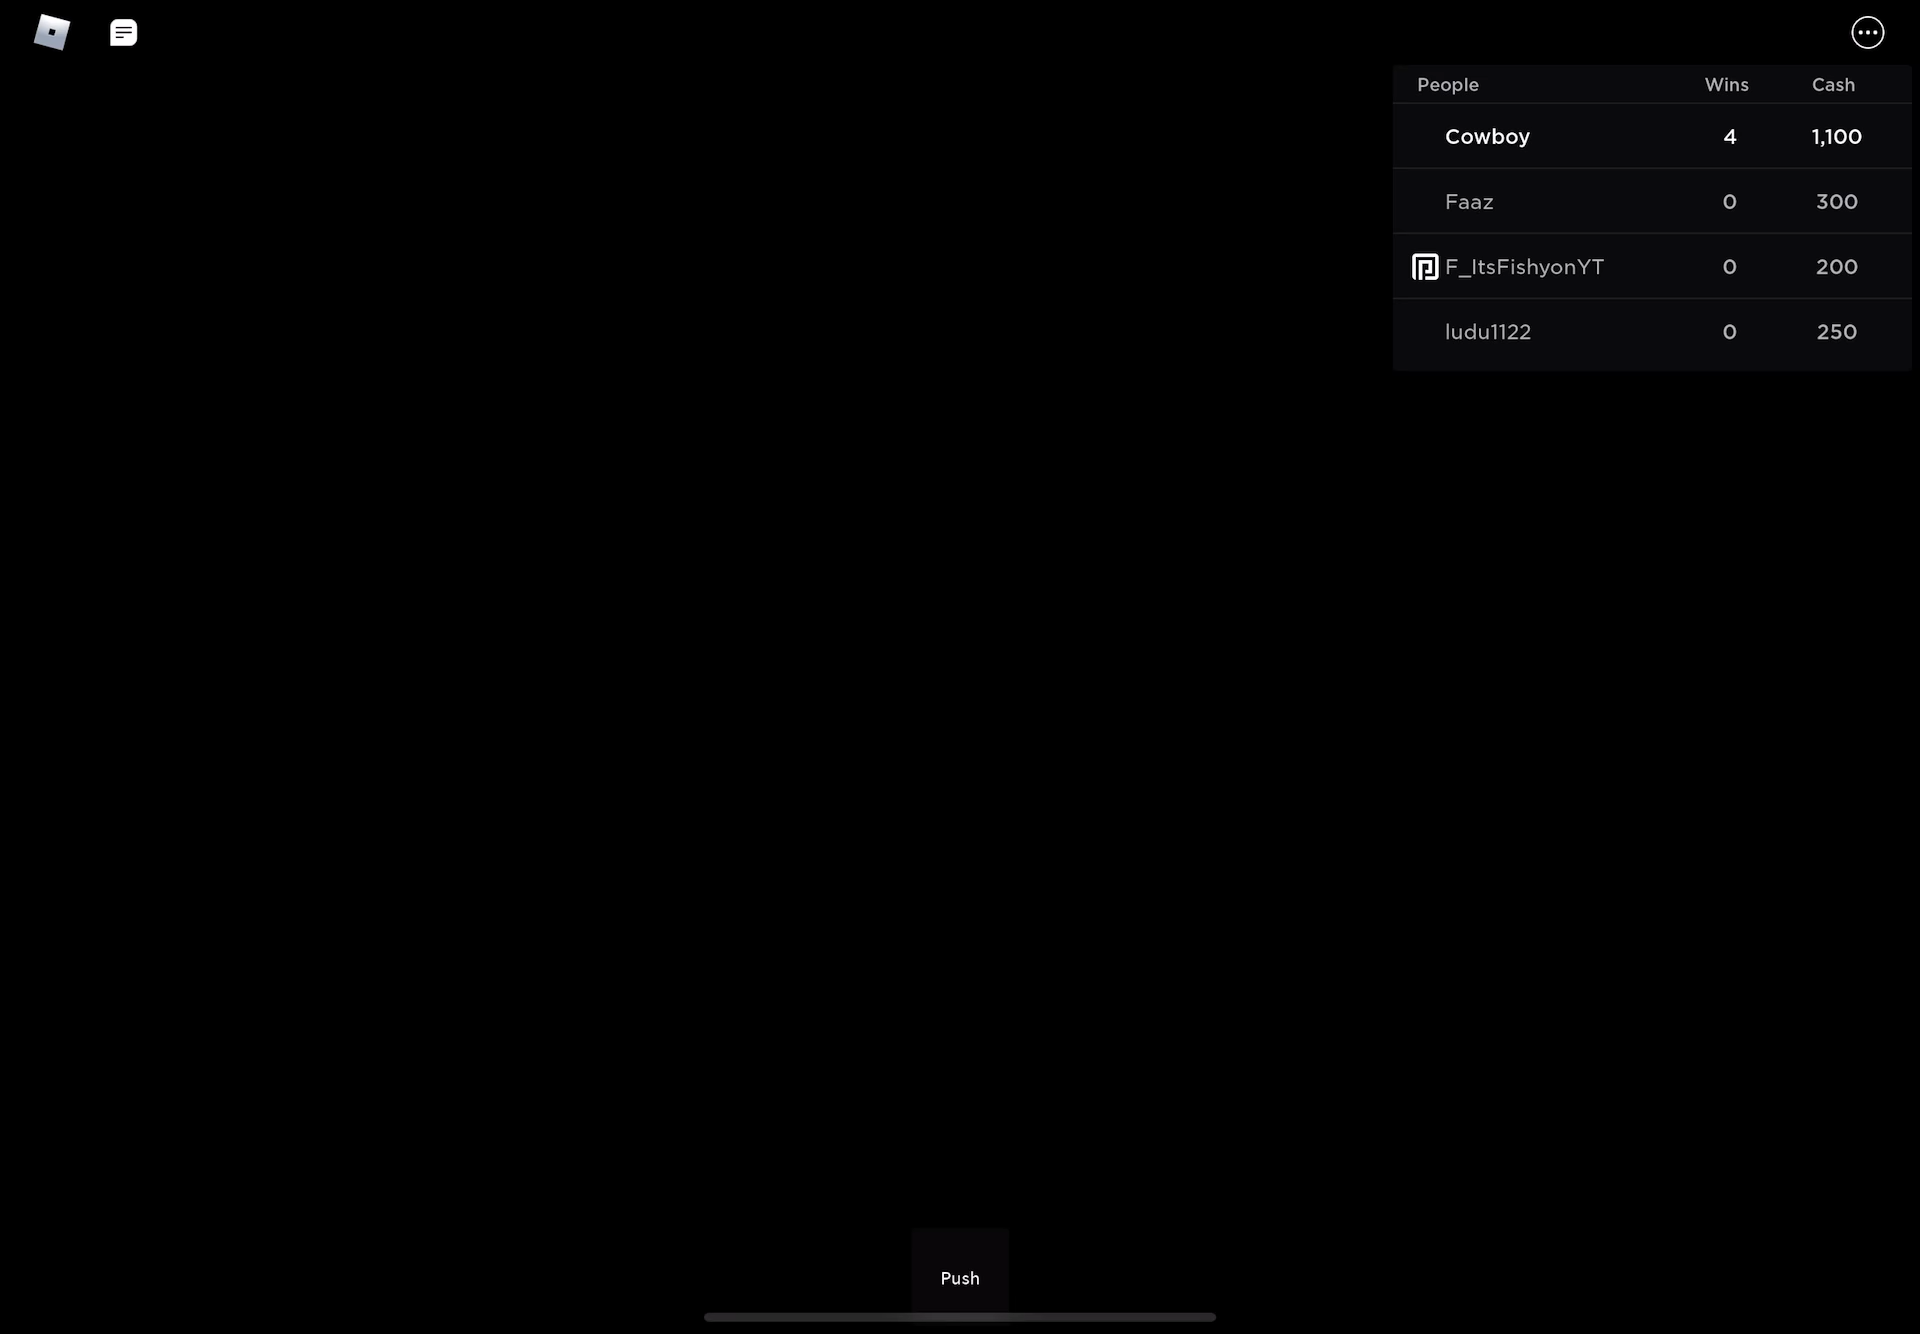 People Wins Cash
Cowboy 4 1,100
Faaz 0 300
F_ItsFishyonYT 0 200
ludu1122 0 250
Push